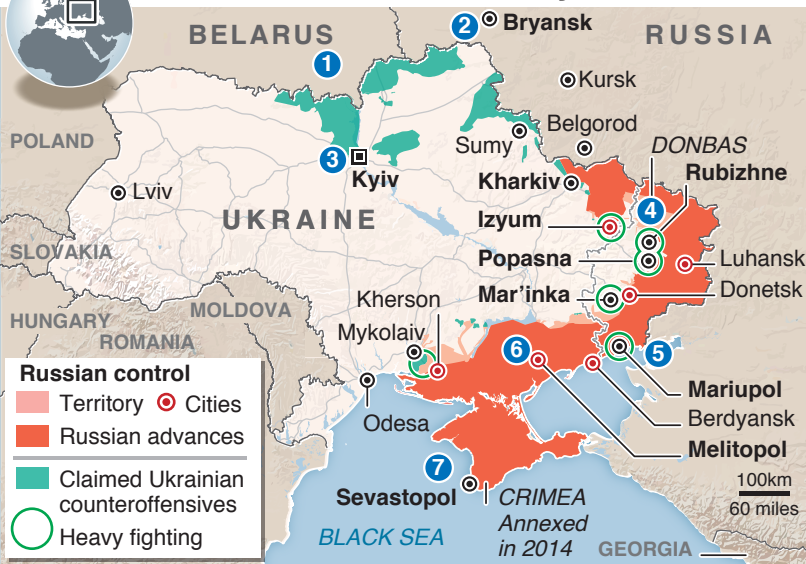 BELARUS
2
Bryansk
RUSSIA
1
Kursk
POLAND
Sumy
Belgorod
DONBAS
Rubizhne
3
Kyiv
Kharkiv
4
Lviv
UKRAINE
Izyum
SLOVAKIA
Popasna
Luhansk
Kherson
Mar'inka
Donetsk
HUNGARY
MOLDOVA
ROMANIA
Mykolaiv
6
5
Russian control
Territory
Cities
Russian advances
Claimed Ukrainian
counteroffensives
Heavy fighting
Odesa
Mariupol
Berdyansk
Melitopol
7
Sevastopol
CRIMEA
Annexed
in 2014
BLACK SEA
GEORGIA
100km
60 miles